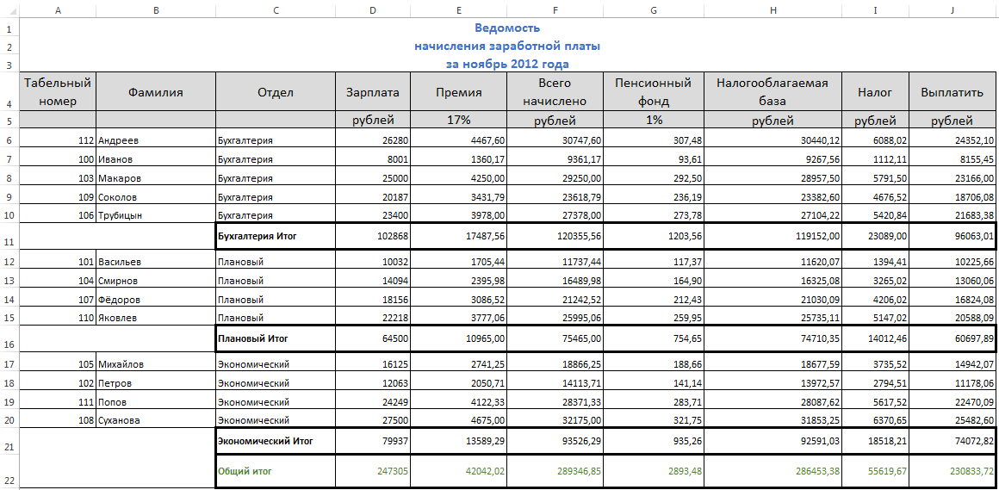 A B C D E F G H I J
1 Ведомость
2 начисления заработной платы
3 за ноябрь 2012 года
4 Табельный номер Фамилия Отдел Зарплата Премия Всего начислено Пенсионный фонд Налогооблагаемая база Налог Выплатить
5 рублей 17% рублей 1% рублей рублей рублей
6 112 Андреев Бухгалтерия 26280 4467,60 30747,60 307,48 30440,12 6088,02 24352,10
7 100 Иванов Бухгалтерия 8001 1360,17 9361,17 93,61 9267,56 1112,11 8155,45
8 103 Макаров Бухгалтерия 25000 4250,00 29250,00 292,50 28957,50 5791,50 23166,00
9 109 Соколов Бухгалтерия 20187 3431,79 23618,79 236,19 23382,60 4676,52 18706,08
10 106 Трубицын Бухгалтерия 23400 3978,00 27378,00 273,78 27104,22 5420,84 21683,38
11 Бухгалтерия Итог 102868 17487,56 120355,56 1203,56 119152,00 23089,00 96063,01
12 101 Васильев Плановый 10032 1705,44 11737,44 117,37 11620,07 1394,41 10225,66
13 104 Смирнов Плановый 14094 2395,98 16489,98 164,90 16325,08 3265,02 13060,06
14 107 Фёдоров Плановый 18156 3086,52 21242,52 212,43 21030,09 4206,02 16824,08
15 110 Яковлев Плановый 22218 3777,06 25995,06 259,95 25735,11 5147,02 20588,09
16 Плановый Итог 64500 10965,00 75465,00 754,65 74710,35 14012,46 60697,89
17 105 Михайлов Экономический 16125 2741,25 18866,25 188,66 18677,59 3735,52 14942,07
18 102 Петров Экономический 12063 2050,71 14113,71 141,14 13972,57 2794,51 11178,06
19 111 Попов Экономический 24249 4122,33 28371,33 283,71 28087,62 5617,52 22470,09
20 108 Суханова Экономический 27500 4675,00 32175,00 321,75 31853,25 6370,65 25482,60
21 Экономический Итог 79937 13589,29 93526,29 935,26 92591,03 18518,21 74072,82
22 Общий итог 247305 42042,02 289346,85 2893,48 286453,38 55619,67 230833,72